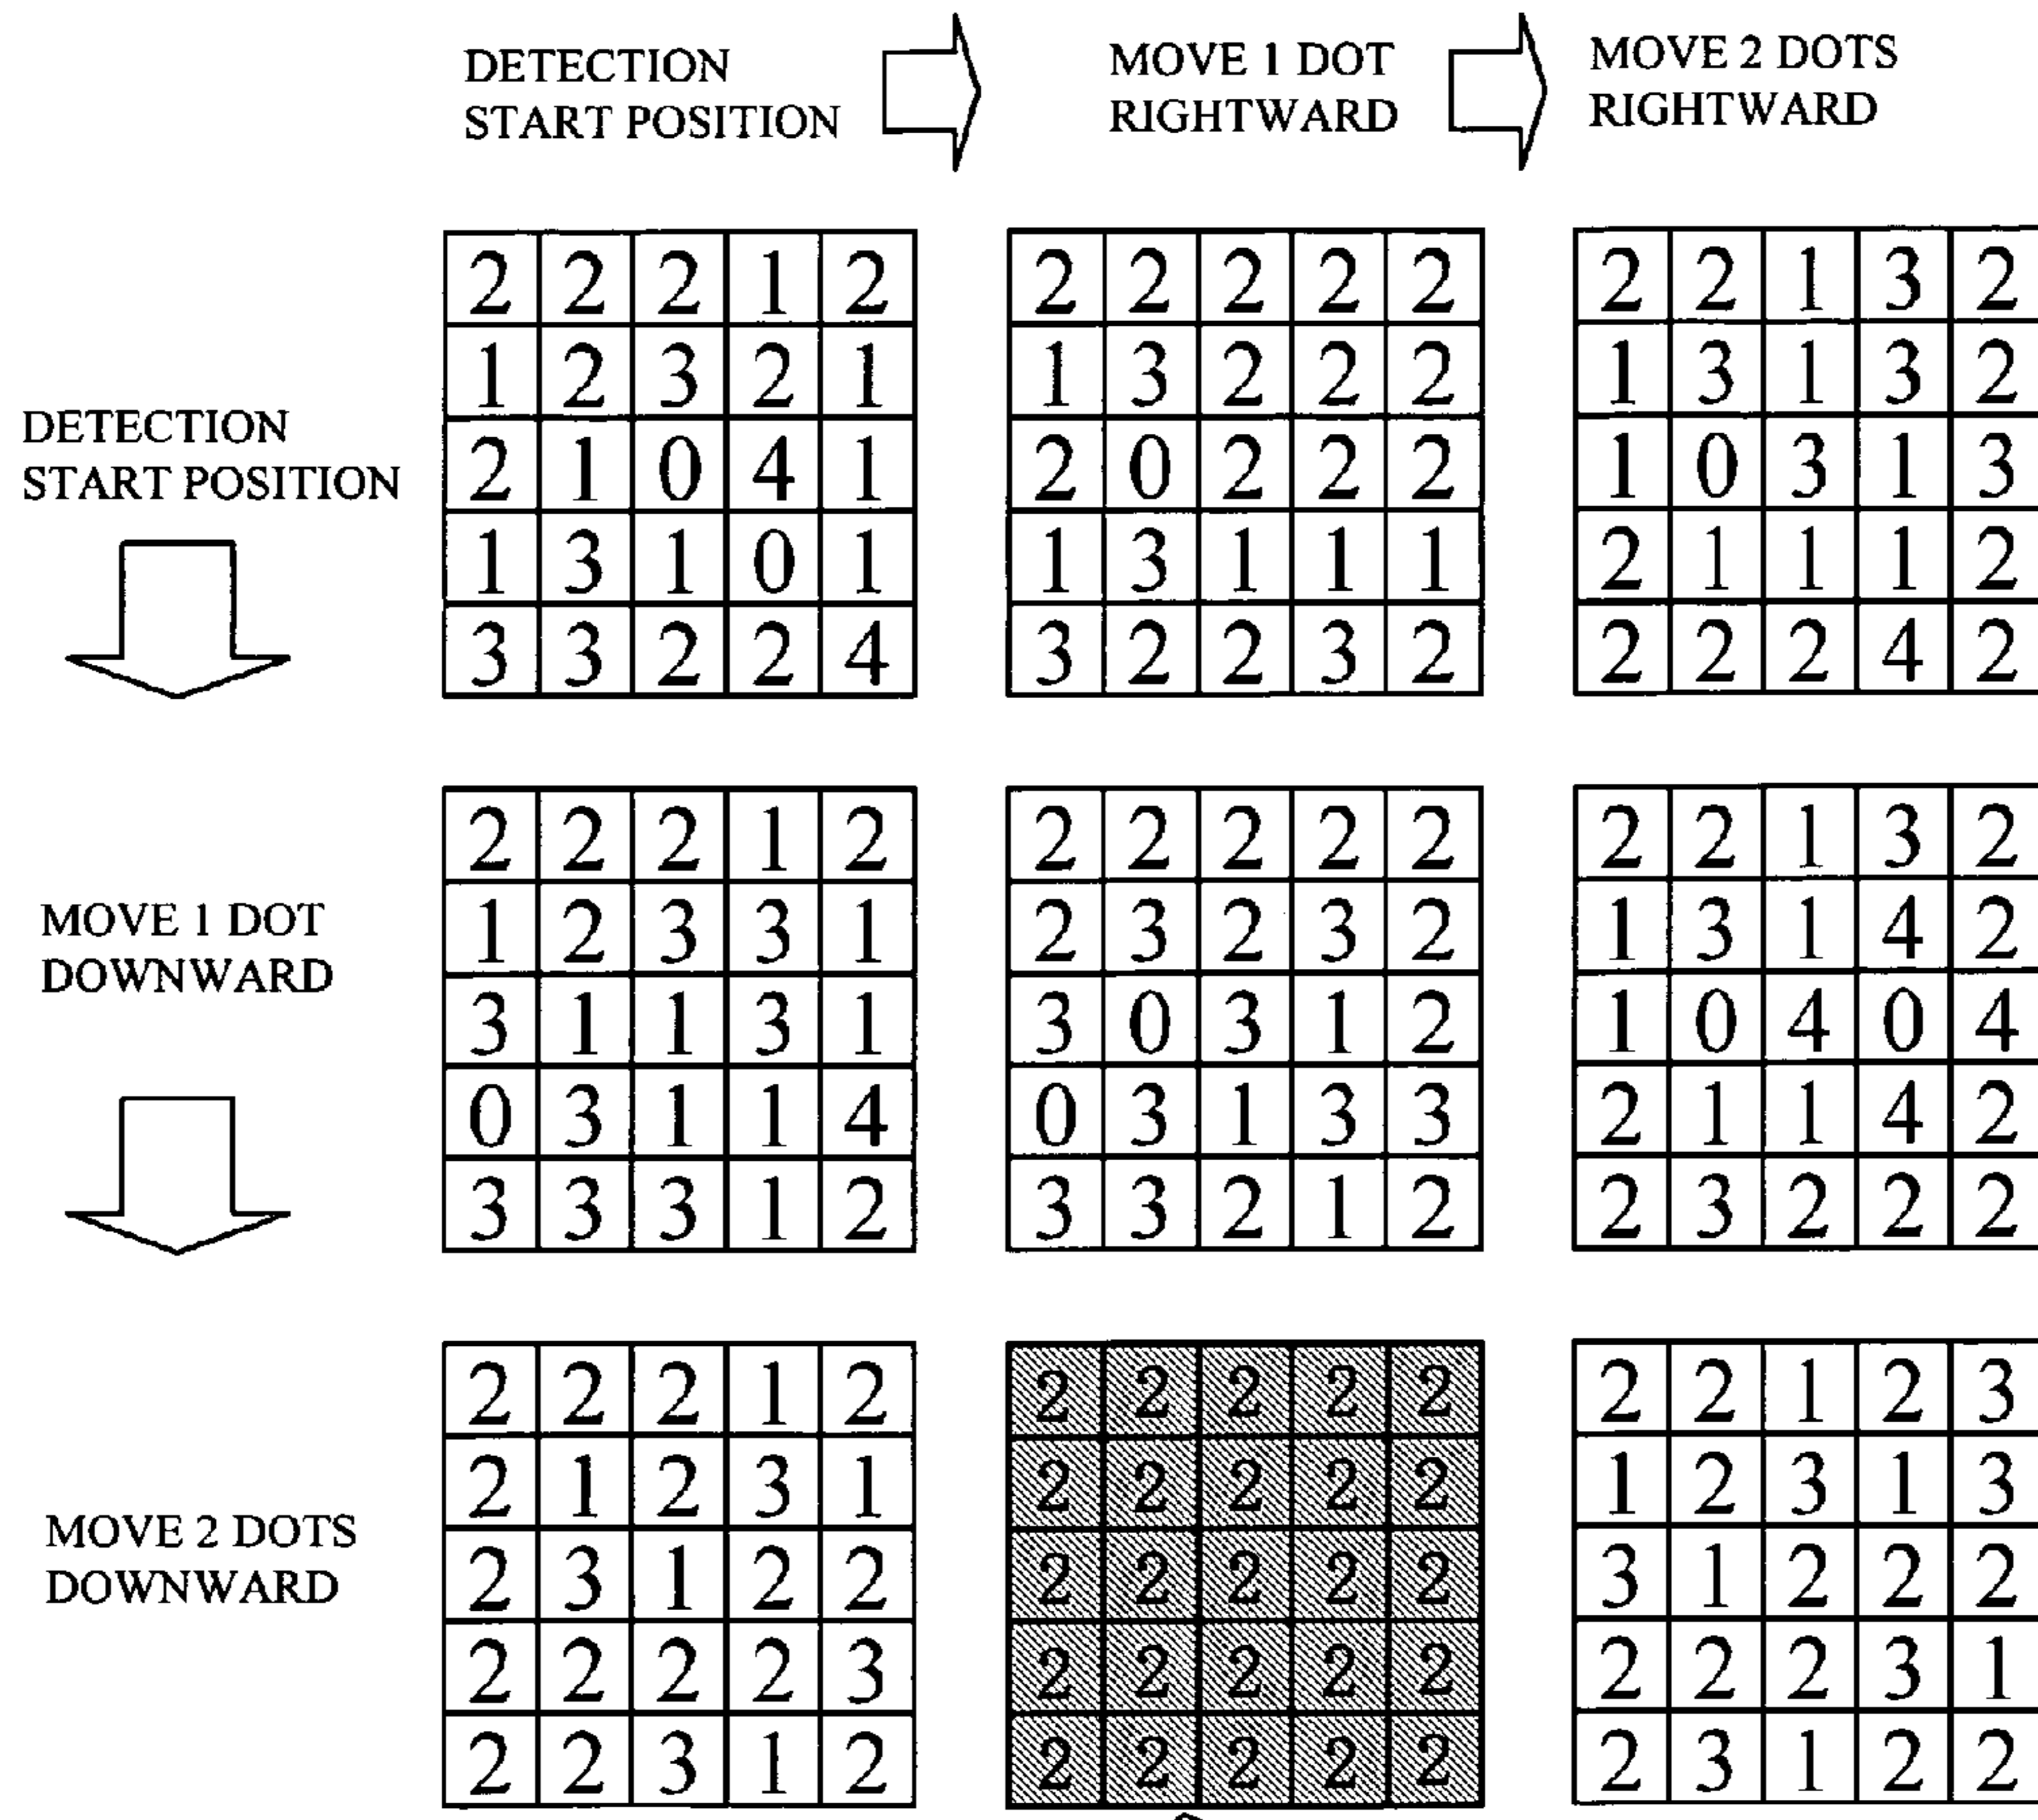 DETECTION
START POSITION
MOVE 1 DOT
RIGHTWARD
MOVE 2 DOTS
RIGHTWARD
DETECTION
START POSITION
2 2 2 1 2
1 2 3 2 1
2 1 0 4 1
1 3 1 0 1
3 3 2 2 4
2 2 2 2 2
1 3 2 2 2
2 0 2 2 2
1 3 1 1 1
3 2 2 3 2
2 2 1 3 2
1 3 1 3 2
1 0 3 1 3
2 1 1 1 2
2 2 2 4 2
MOVE 1 DOT
DOWNWARD
2 2 2 1 2
1 2 3 3 1
3 1 1 3 1
0 3 1 1 4
3 3 3 1 2
2 2 2 2 2
2 3 2 3 2
3 0 3 1 2
0 3 1 3 3
3 3 2 1 2
2 2 1 3 2
1 3 1 4 2
1 0 4 0 4
2 1 1 4 2
2 3 2 2 2
MOVE 2 DOTS
DOWNWARD
2 2 2 1 2
2 1 2 3 1
2 3 1 2 2
2 2 2 2 3
2 2 3 1 2
2 2 2 2 2
2 2 2 2 2
2 2 2 2 2
2 2 2 2 2
2 2 2 2 2
2 2 1 2 3
1 2 3 1 3
3 1 2 2 2
2 2 2 3 1
2 3 1 2 2